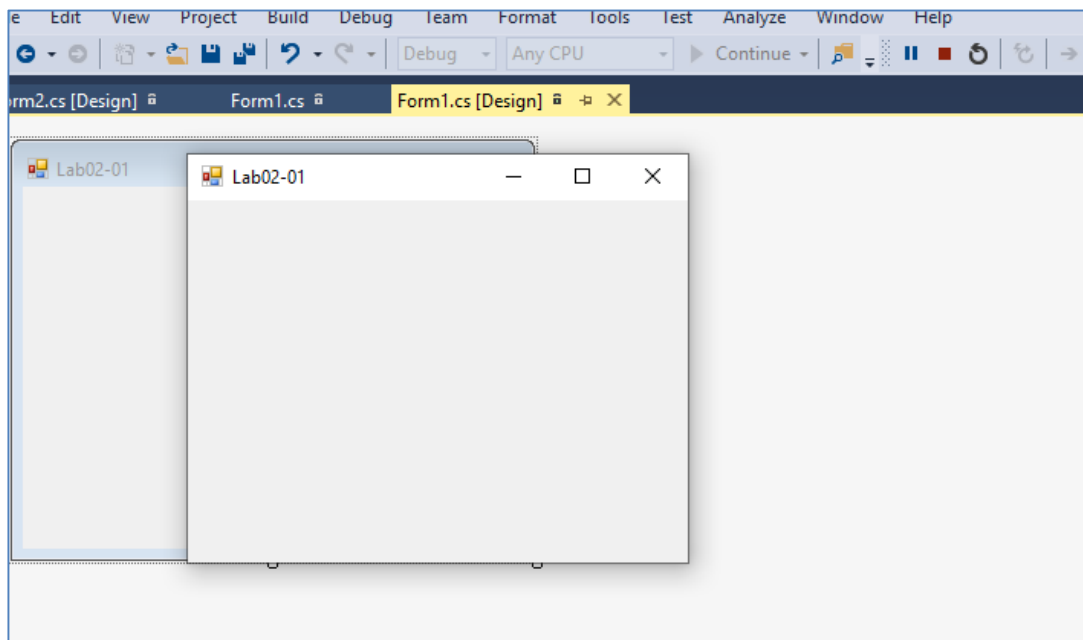 e Edit View Project Build Debug Team Format Tools Test Analyze Window Help
Debug Any CPU Continue
orm2.cs [Design] Form1.cs Form1.cs [Design]
Lab02-01
Lab02-01